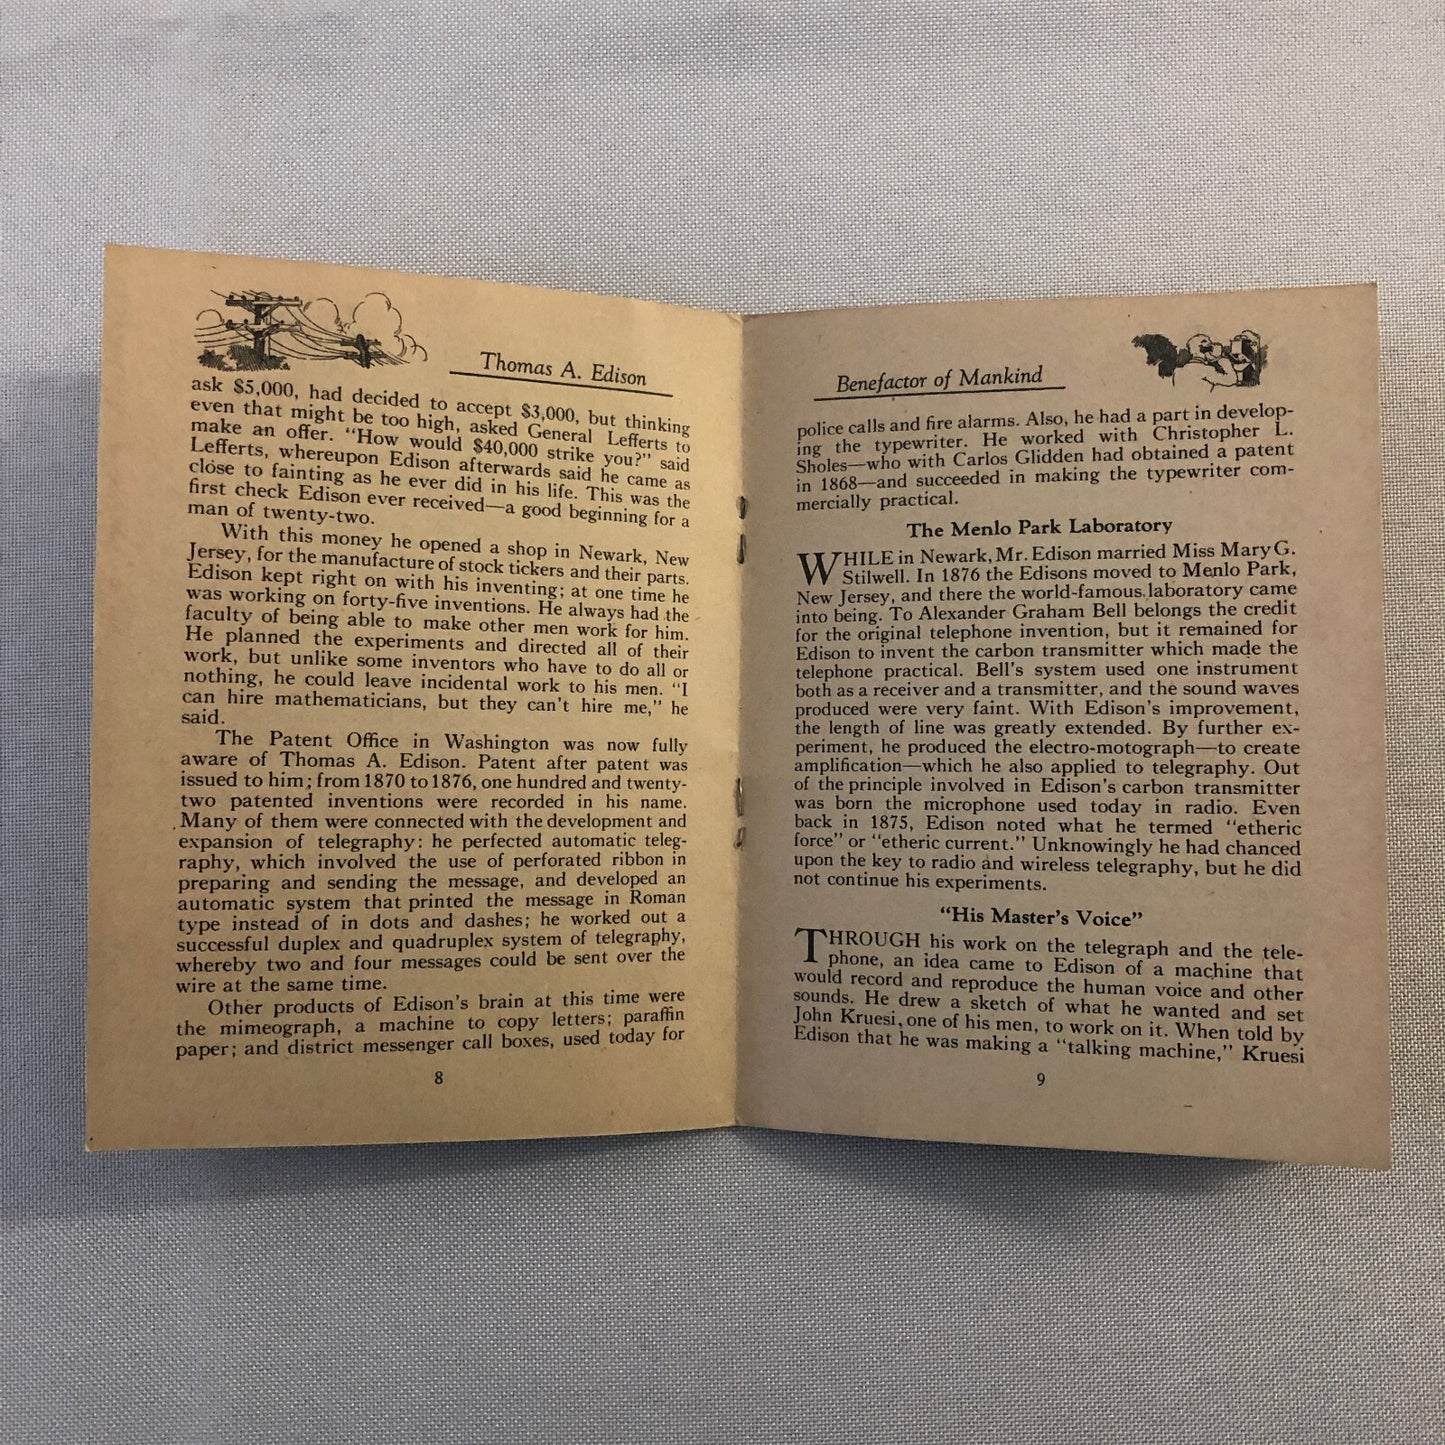 Thomas A. Edison
ask $5,000, had decided to accept $3,000, but thinking
even that might be too high, asked General Lefferts to
make an offer. "How would $40,000 strike you?" said
Lefferts, whereupon Edison afterwards said he came as
close to fainting as he ever did in his life. This was the
first check Edison ever received—a good beginning for a
man of twenty-two.
With this money he opened a shop in Newark, New
Jersey, for the manufacture of stock tickers and their parts.
Edison kept right on with his inventing; at one time he
was working on forty-five inventions. He always had the
faculty of being able to make other men work for him.
He planned the experiments and directed all of their
work, but unlike some inventors who have to do all or
nothing, he could leave incidental work to his men. "I
can hire mathematicians, but they can't hire me," he
said.
The Patent Office in Washington was now fully
aware of Thomas A. Edison. Patent after patent was
issued to him; from 1870 to 1876, one hundred and twenty-
two patented inventions were recorded in his name.
Many of them were connected with the development and
expansion of telegraphy: he perfected automatic teleg-
raphy, which involved the use of perforated ribbon in
preparing and sending the message, and developed an
automatic system that printed the message in Roman
type instead of in dots and dashes; he worked out a
successful duplex and quadruplex system of telegraphy,
whereby two and four messages could be sent over the
wire at the same time.
Other products of Edison's brain at this time were
the mimeograph, a machine to copy letters; paraffin
paper; and district messenger call boxes, used today for
8
Benefactor of Mankind
police calls and fire alarms. Also, he had a part in develop-
ing the typewriter. He worked with Christopher L.
Sholes—who with Carlos Glidden had obtained a patent
in 1868—and succeeded in making the typewriter com-
mercially practical.
The Menlo Park Laboratory
WHILE in Newark, Mr. Edison married Miss Mary G.
Stilwell. In 1876 the Edisons moved to Menlo Park,
New Jersey, and there the world-famous laboratory came
into being. To Alexander Graham Bell belongs the credit
for the original telephone invention, but it remained for
Edison to invent the carbon transmitter which made the
telephone practical. Bell's system used one instrument
both as a receiver and a transmitter, and the sound waves
produced were very faint. With Edison's improvement,
the length of line was greatly extended. By further ex-
periment, he produced the electro-motograph—to create
amplification—which he also applied to telegraphy. Out
of the principle involved in Edison's carbon transmitter
was born the microphone used today in radio. Even
back in 1875, Edison noted what he termed "etheric
force" or "etheric current." Unknowingly he had chanced
upon the key to radio and wireless telegraphy, but he did
not continue his experiments.
"His Master's Voice"
THROUGH his work on the telegraph and the tele-
phone, an idea came to Edison of a machine that
would record and reproduce the human voice and other
sounds. He drew a sketch of what he wanted and set
John Kruesi, one of his men, to work on it. When told by
Edison that he was making a "talking machine," Kruesi
9